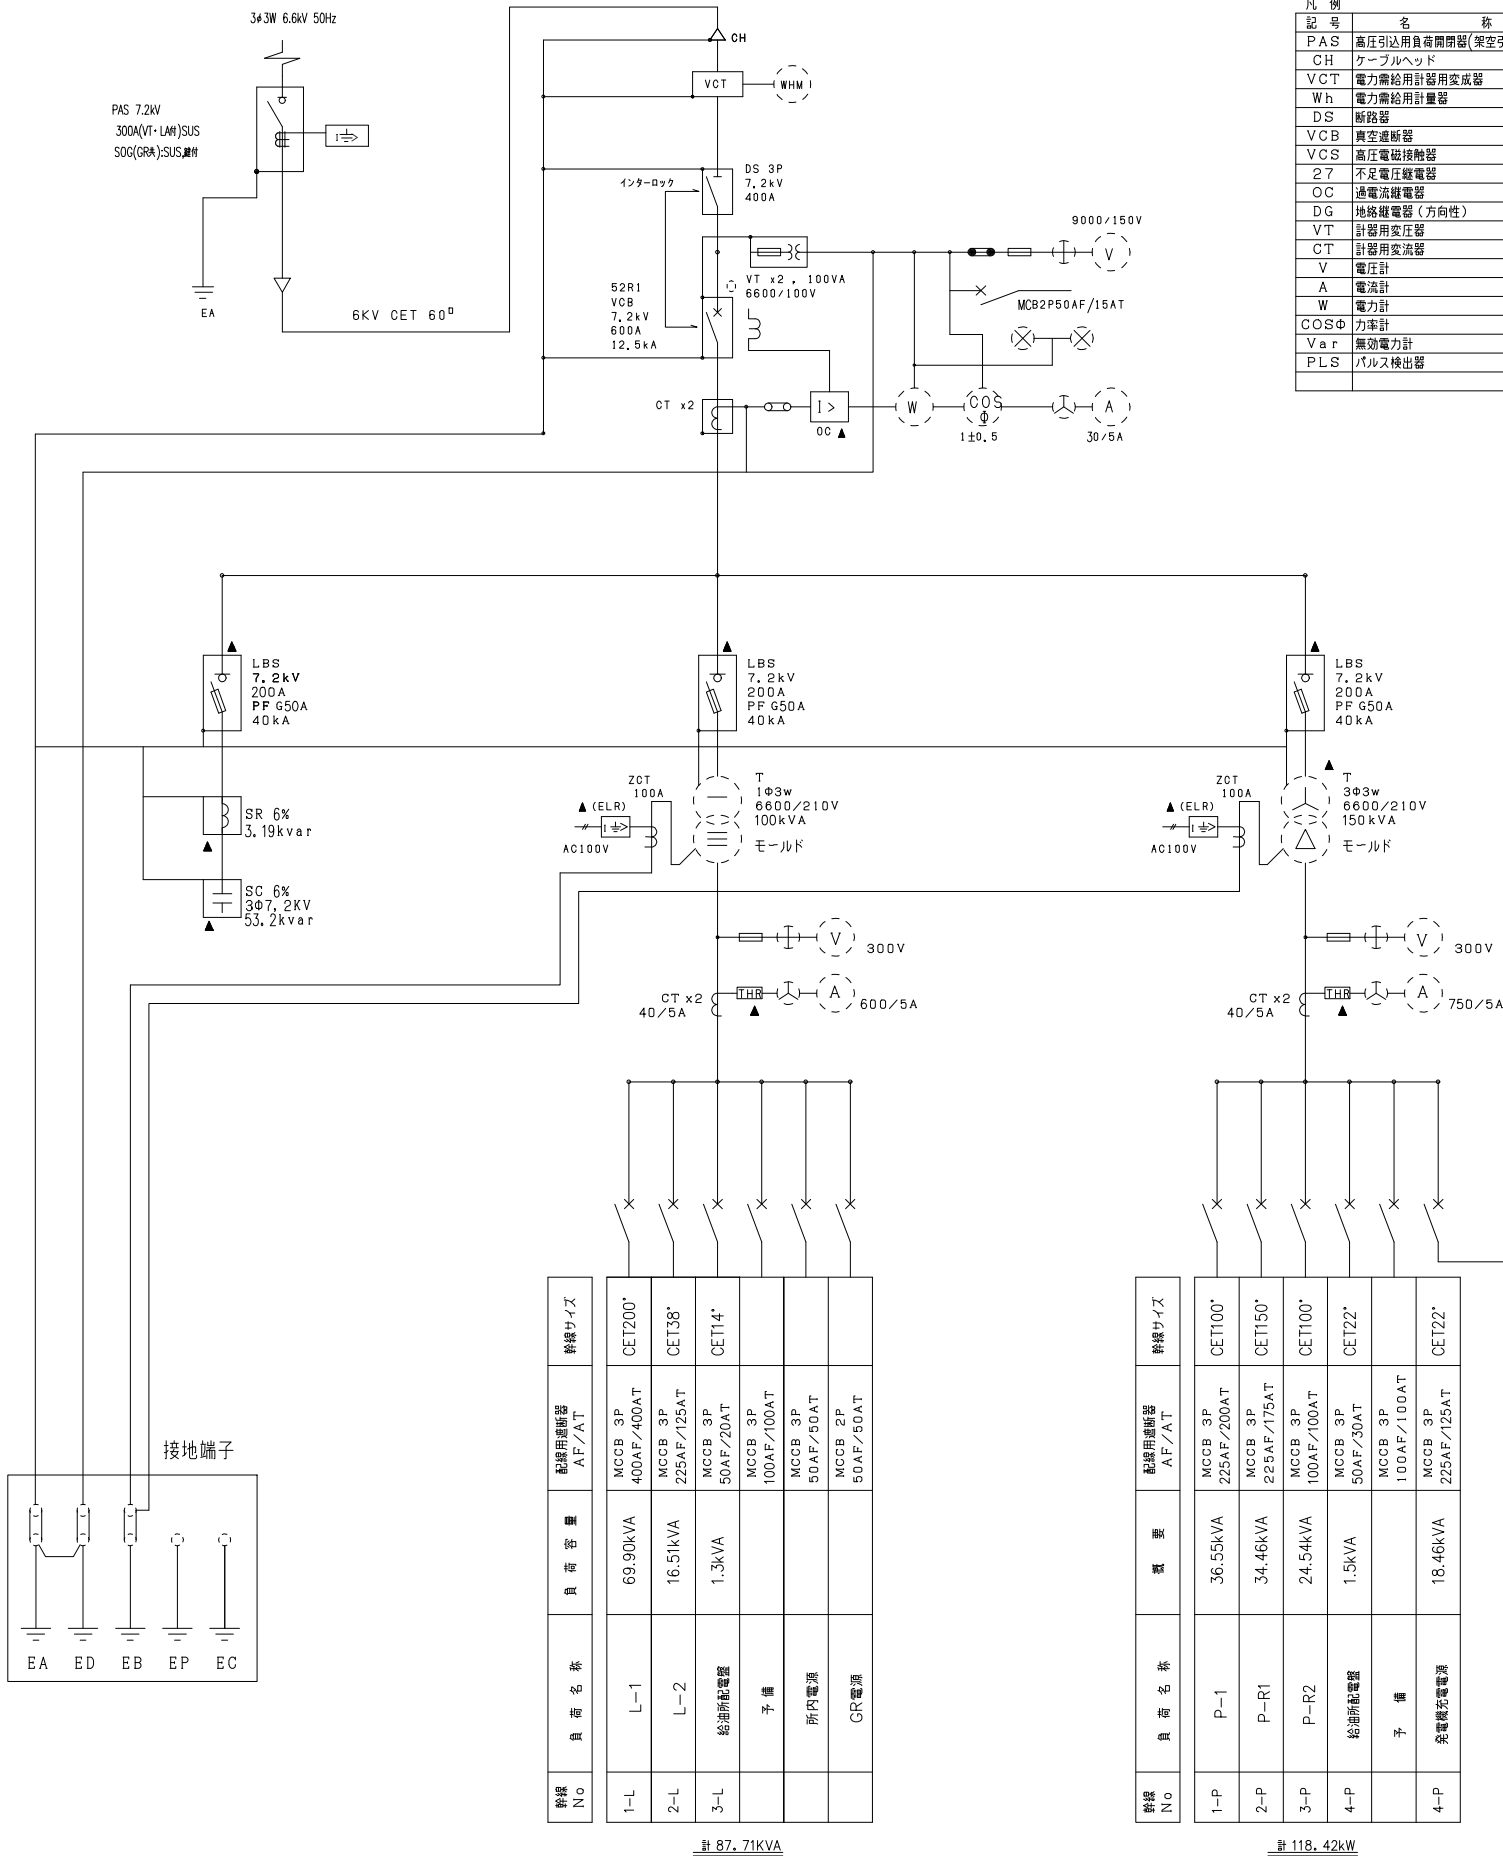 3φ3W 6.6kV 50Hz
PAS 7.2kV
300A(VT・LA付)SUS
SOG(GR共):SUS,鍵付
I
EA
6KV CET 60□
CH
VCT
WHM
インターロック
DS 3P
7.2kV
400A
VT x2 , 100VA
6600/100V
52R1
VCB
7.2kV
600A
12.5kA
9000/150V
V
MCB2P50AF/15AT
CT x2
I >
OC ▲
W
COS
Φ
1±0.5
A
30/5A
凡 例
記 号 名 称
PAS 高圧引込用負荷開閉器(架空引
CH ケーブルヘッド
VCT 電力需給用計器用変成器
Wh 電力需給用計量器
DS 断路器
VCB 真空遮断器
VCS 高圧電磁接触器
27 不足電圧継電器
OC 過電流継電器
DG 地絡継電器(方向性)
VT 計器用変圧器
CT 計器用変流器
V 電圧計
A 電流計
W 電力計
COSΦ 力率計
Var 無効電力計
PLS パルス検出器
LBS
7.2kV
200A
PF G50A
40kA
LBS
7.2kV
200A
PF G50A
40kA
LBS
7.2kV
200A
PF G50A
40kA
SR 6%
3.19kvar
SC 6%
3Φ7,2KV
53.2kvar
ZCT
100A
▲(ELR)
I
AC100V
T
1Φ3w
6600/210V
100kVA
モールド
ZCT
100A
▲(ELR)
I
AC100V
T
3Φ3w
6600/210V
150kVA
モールド
V
300V
CT x2
40/5A
THR
A
600/5A
V
300V
CT x2
40/5A
THR
A
750/5A
幹線サイズ
CET200°
CET38°
CET14°
配線用遮断器
AF/AT
MCCB 3P
400AF/400AT
MCCB 3P
225AF/125AT
MCCB 3P
50AF/20AT
MCCB 3P
100AF/100AT
MCCB 3P
50AF/50AT
MCCB 2P
50AF/50AT
負 荷 容 量
69.90kVA
16.51kVA
1.3kVA
負 荷 名 称
L-1
L-2
給油所配電盤
予 備
所内電源
GR電源
幹線
No
1-L
2-L
3-L
計 87.71KVA
幹線サイズ
CET100°
CET150°
CET100°
CET22°
CET22°
配線用遮断器
AF/AT
MCCB 3P
225AF/200AT
MCCB 3P
225AF/175AT
MCCB 3P
100AF/100AT
MCCB 3P
50AF/30AT
MCCB 3P
100AF/100AT
MCCB 3P
225AF/125AT
概 要
36.55kVA
34.46kVA
24.54kVA
1.5kVA
18.46kVA
負 荷 名 称
P-1
P-R1
P-R2
給油所配電盤
予 備
発電機充電電源
幹線
No
1-P
2-P
3-P
4-P
4-P
計 118.42kW
接地端子
EA ED EB EP EC